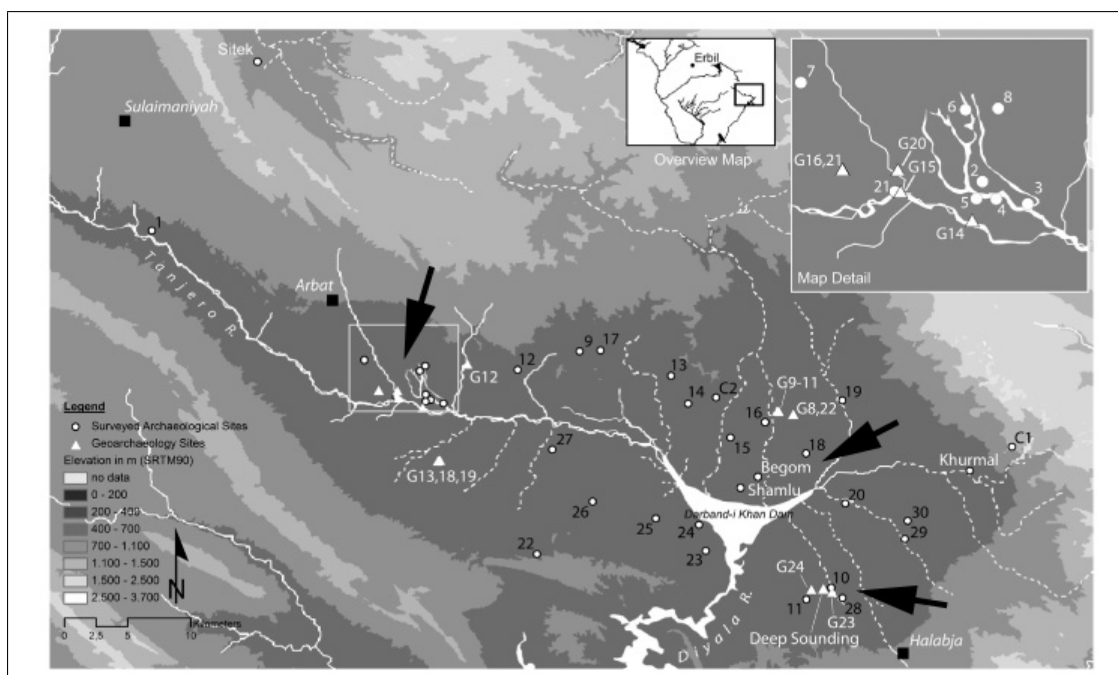 Sitek
Sulaimaniyah
Erbil
Overview Map
7
6
8
G20
G16,21
G15
2
3
21
5
4
G14
Map Detail
1
Tanjero R.
Arbat
9
17
12
G12
13
14
C2
G9-11
19
16
G8,22
15
18
C1
27
Begom
Khurmal
Shamlu
G13,18,19
Darband-i Khan Dam
20
26
25
24
30
29
22
23
G24
10
11
28
G23
Deep Sounding
Diyala R.
Halabja
Legend
Surveyed Archaeological Sites
Geoarchaeology Sites
Elevation in m (SRTM90)
no data
0 - 200
200 - 400
400 - 700
700 - 1.100
1.100 - 1.500
1.500 - 2.500
2.500 - 3.700
N
0 2,5 5 10 Kilometers